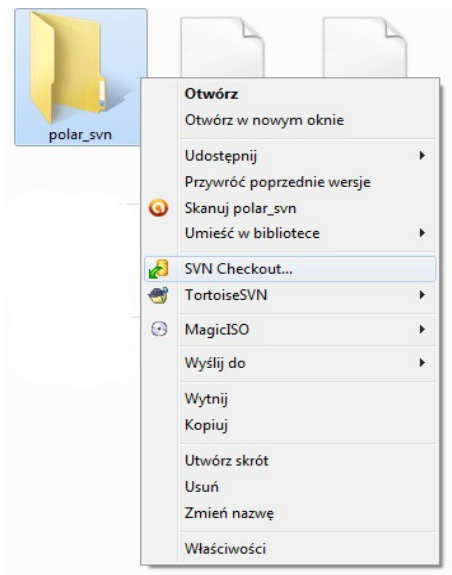 polar_svn
Otwórz
Otwórz w nowym oknie
Udostępnij
Przywróć poprzednie wersje
Skanuj polar_svn
Umieść w bibliotece
SVN Checkout...
TortoiseSVN
MagicISO
Wyślij do
Wytnij
Kopiuj
Utwórz skrót
Usuń
Zmień nazwę
Właściwości